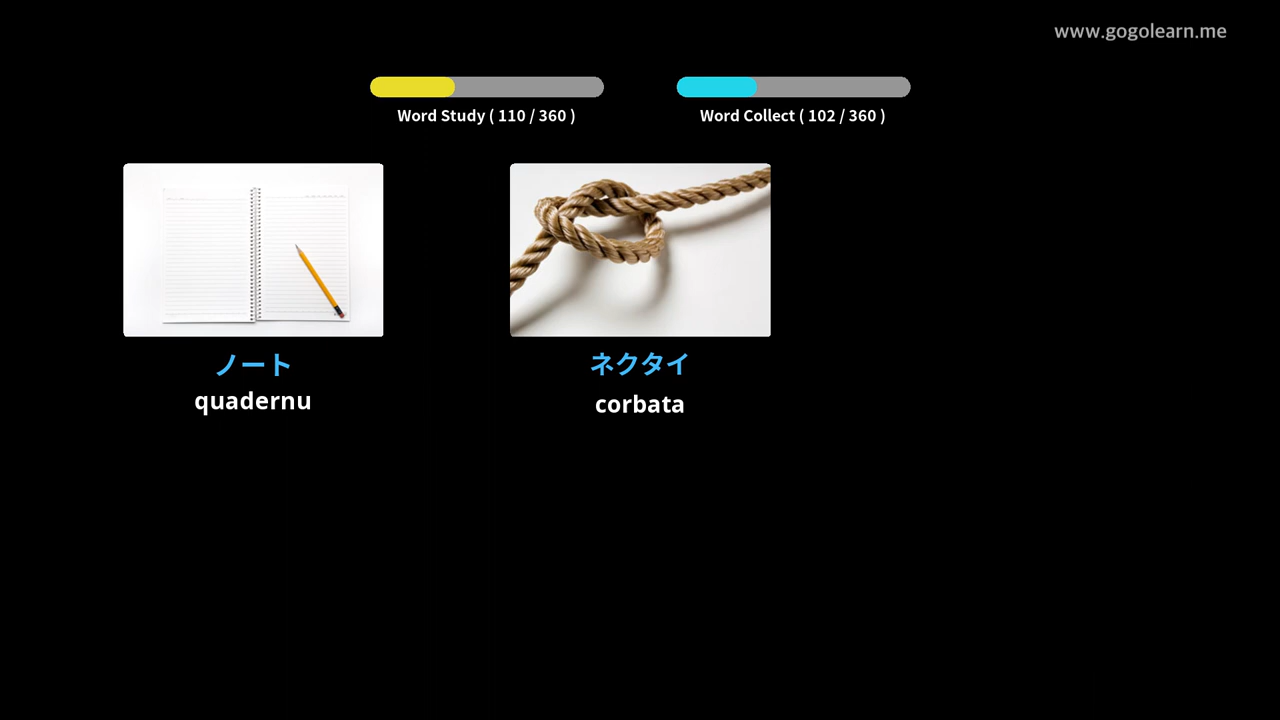 www.gogolearn.me
Word Study ( 110 / 360 )
Word Collect ( 102 / 360 )
ノート
quadernu
ネクタイ
corbata